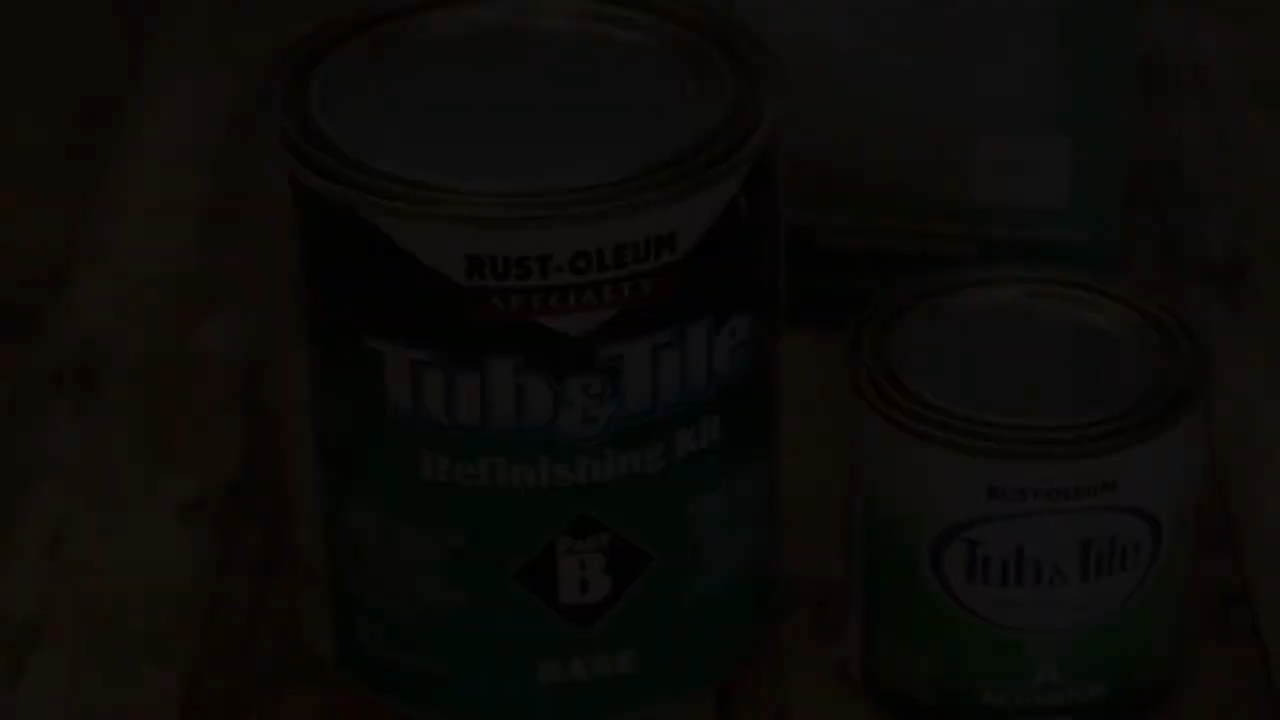 RUST-OLEUM
SPECIALTY
Tub & Tile
Refinishing Kit
PART
B
BASE
RUST-OLEUM
Tub & Tile
A